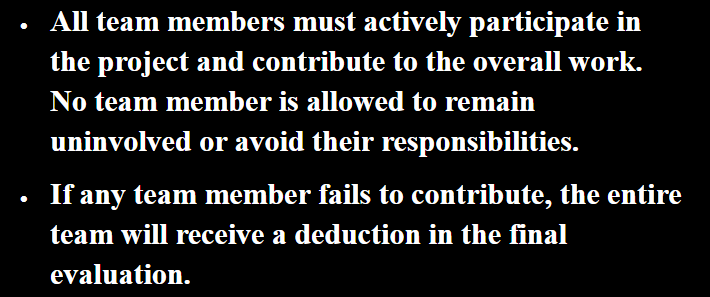 • All team members must actively participate in
the project and contribute to the overall work.
No team member is allowed to remain
uninvolved or avoid their responsibilities.
• If any team member fails to contribute, the entire
team will receive a deduction in the final
evaluation.